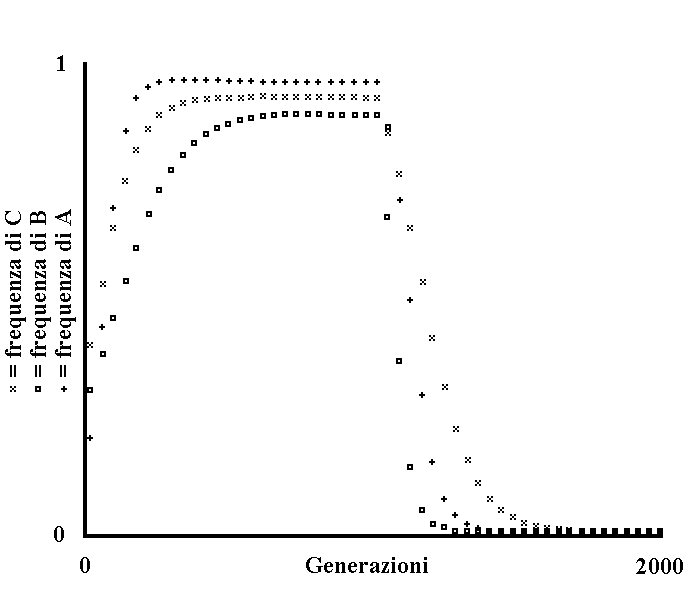 1
× = frequenza di C
▫ = frequenza di B
+ = frequenza di A
0
0 Generazioni 2000